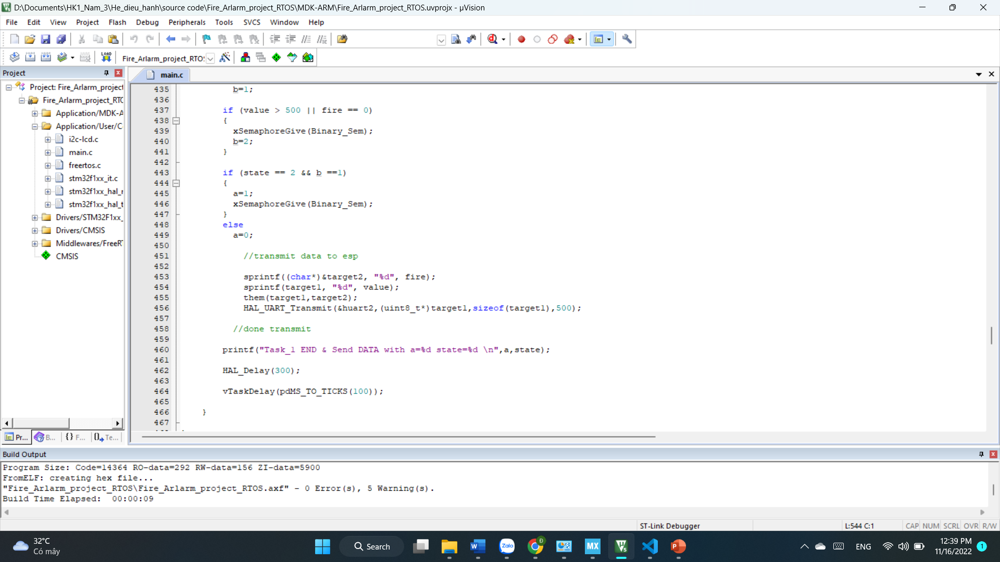 D:\Documents\HK1_Nam_3\He_dieu_hanh\source code\Fire_Arlarm_project_RTOS\MDK-ARM\Fire_Arlarm_project_RTOS.uvprojx - µVision
File Edit View Project Flash Debug Peripherals Tools SVCS Window Help
LOAD Fire_Arlarm_project_RTO
Project
main.c
Project: Fire_Arlarm_project
Fire_Arlarm_project_RTO
Application/MDK-A
Application/User/C
i2c-lcd.c
main.c
freertos.c
stm32f1xx_it.c
stm32f1xx_hal_
stm32f1xx_hal_t
Drivers/STM32F1xx_
Drivers/CMSIS
Middlewares/FreeR
CMSIS
Pr... B... {} F... Te...
435 b=1;
436
437 if (value > 500 || fire == 0)
438 {
439 xSemaphoreGive(Binary_Sem);
440 b=2;
441 }
442
443 if (state == 2 && b ==1)
444 {
445 a=1;
446 xSemaphoreGive(Binary_Sem);
447 }
448 else
449 a=0;
450
451 //transmit data to esp
452
453 sprintf((char*)&target2, "%d", fire);
454 sprintf(target1, "%d", value);
455 them(target1,target2);
456 HAL_UART_Transmit(&huart2,(uint8_t*)target1,sizeof(target1),500);
457
458 //done transmit
459
460 printf("Task_1 END & Send DATA with a=%d state=%d \n",a,state);
461
462 HAL_Delay(300);
463
464 vTaskDelay(pdMS_TO_TICKS(100));
465
466 }
467
Build Output
Program Size: Code=14364 RO-data=292 RW-data=156 ZI-data=5900
FromELF: creating hex file...
"Fire_Arlarm_project_RTOS\Fire_Arlarm_project_RTOS.axf" - 0 Error(s), 5 Warning(s).
Build Time Elapsed:  00:00:09
ST-Link Debugger L:544 C:1 CAP NUM SCRL OVR R/W
32°C
Có mây
Search
W Zalo Đ MX P
ENG
12:39 PM
11/16/2022
1